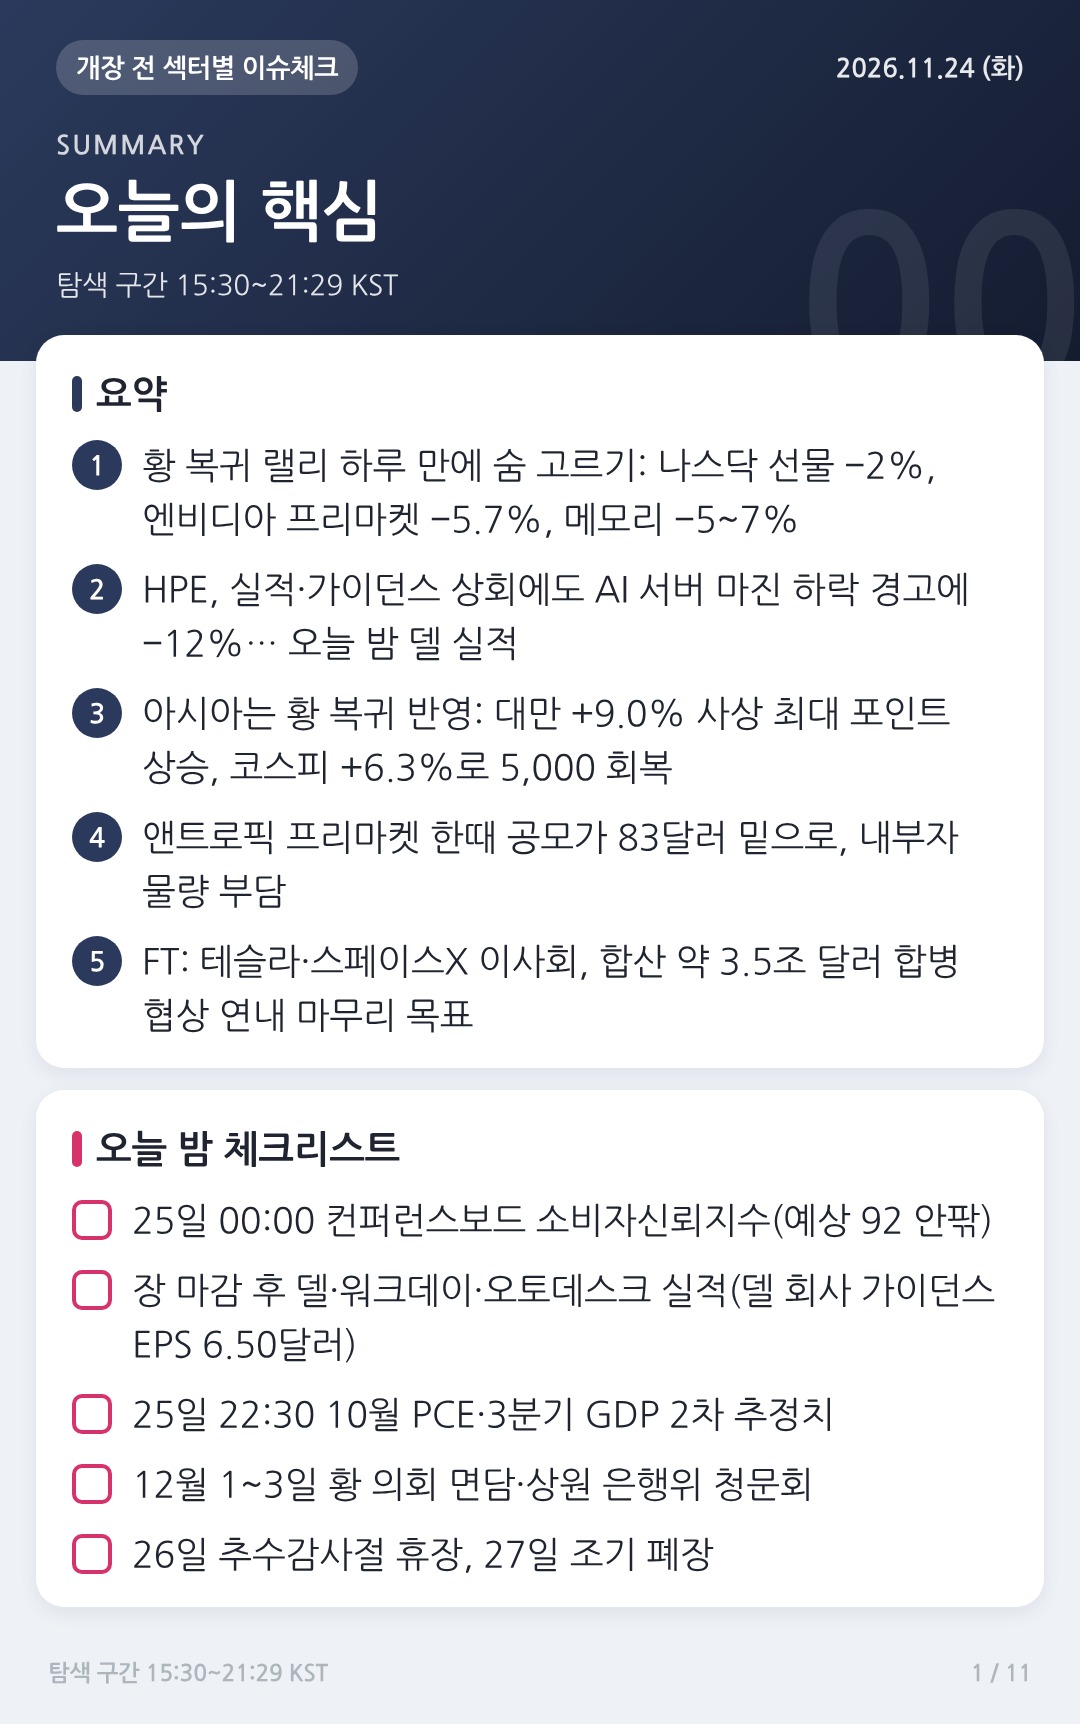 개장 전 섹터별 이슈체크
2026.11.24 (화)
SUMMARY
오늘의 핵심
탐색 구간 15:30~21:29 KST
00
요약
1 황 복귀 랠리 하루 만에 숨 고르기: 나스닥 선물 −2%,
엔비디아 프리마켓 −5.7%, 메모리 −5~7%
2 HPE, 실적·가이던스 상회에도 AI 서버 마진 하락 경고에
−12%… 오늘 밤 델 실적
3 아시아는 황 복귀 반영: 대만 +9.0% 사상 최대 포인트
상승, 코스피 +6.3%로 5,000 회복
4 앤트로픽 프리마켓 한때 공모가 83달러 밑으로, 내부자
물량 부담
5 FT: 테슬라·스페이스X 이사회, 합산 약 3.5조 달러 합병
협상 연내 마무리 목표
오늘 밤 체크리스트
25일 00:00 컨퍼런스보드 소비자신뢰지수(예상 92 안팎)
장 마감 후 델·워크데이·오토데스크 실적(델 회사 가이던스
EPS 6.50달러)
25일 22:30 10월 PCE·3분기 GDP 2차 추정치
12월 1~3일 황 의회 면담·상원 은행위 청문회
26일 추수감사절 휴장, 27일 조기 폐장
탐색 구간 15:30~21:29 KST
1 / 11